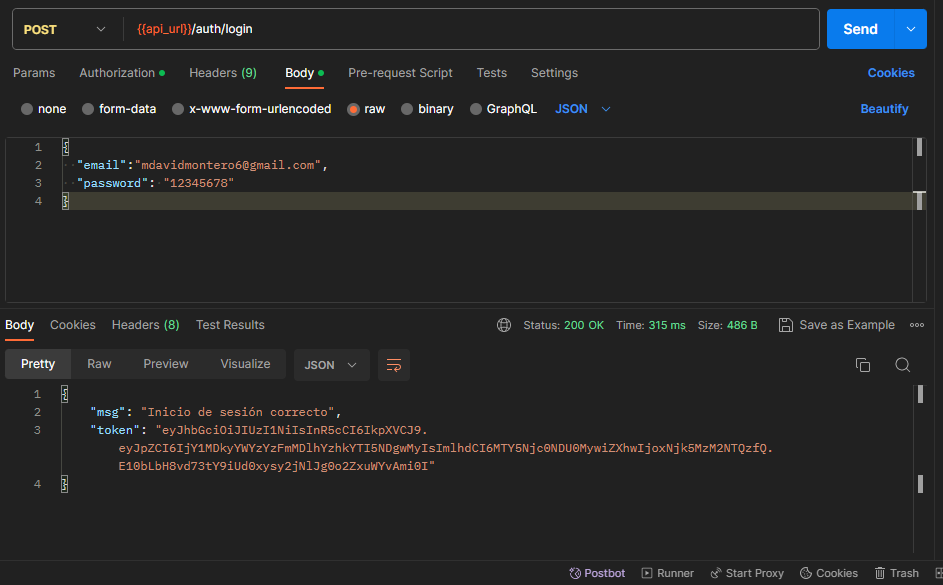 POST {{api_url}}/auth/login Send
Params Authorization Headers (9) Body Pre-request Script Tests Settings Cookies
none form-data x-www-form-urlencoded raw binary GraphQL JSON Beautify
1 {
2 "email":"mdavidmontero6@gmail.com",
3 "password": "12345678"
4 }
Body Cookies Headers (8) Test Results Status: 200 OK Time: 315 ms Size: 486 B Save as Example
Pretty Raw Preview Visualize JSON
1 {
2 "msg": "Inicio de sesión correcto",
3 "token": "eyJhbGciOiJIUzI1NiIsInR5cCI6IkpXVCJ9.
eyJpZCI6IjY1MDkyYWYzYzFmMDlhYzhkYTI5NDgwMyIsImlhdCI6MTY5Njc0NDU0MywiZXhwIjoxNjk5MzM2NTQzfQ.
E10bLbH8vd73tY9iUd0xysy2jNlJg0o2ZxuWYvAmi0I"
4 }
Postbot Runner Start Proxy Cookies Trash